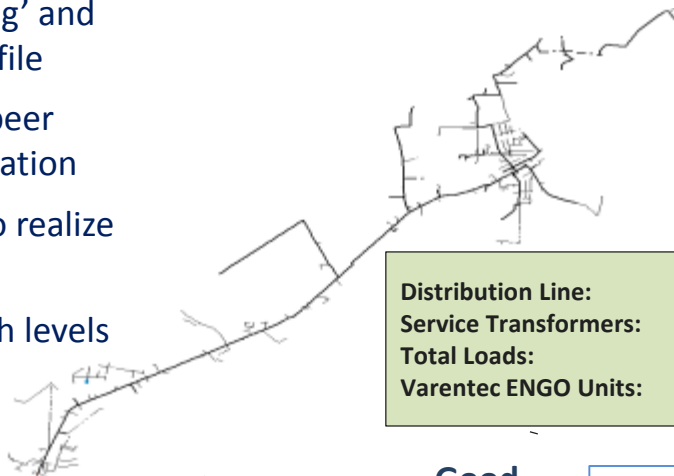 g’ and
file
peer
ation
o realize
h levels
Distribution Line:
Service Transformers:
Total Loads:
Varentec ENGO Units:
Good